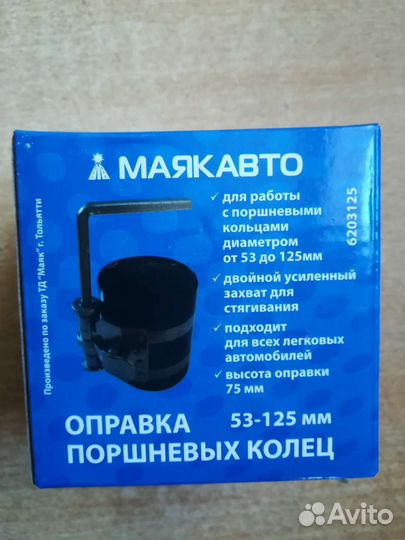 МАЯКАВТО
✓ для работы
с поршневыми
кольцами
диаметром
от 53 до 125мм
✓ двойной усиленный
захват для
стягивания
✓ подходит
для всех легковых
автомобилей
✓ высота оправки
75 мм
6203125
Произведено по заказу ТД "Маяк" г. Тольятти
ОПРАВКА 53-125 мм
ПОРШНЕВЫХ КОЛЕЦ
Avito